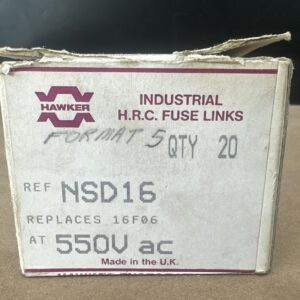 HAWKER
INDUSTRIAL
H.R.C. FUSE LINKS
FORMAT 5
QTY 20
REF NSD16
REPLACES 16F06
AT 550V ac
Made in the U.K.